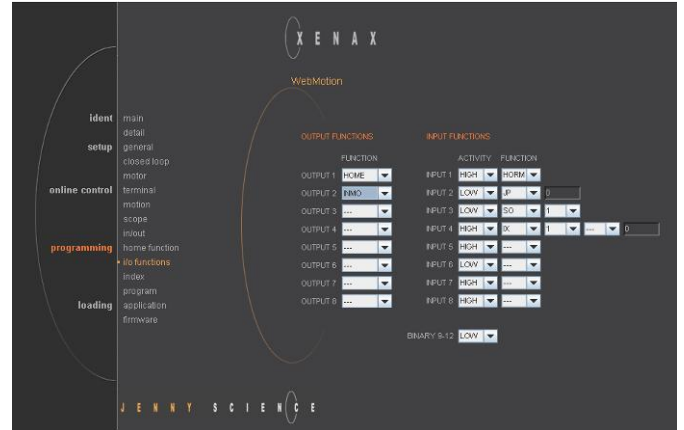 XENAX
WebMotion
ident main
detail
setup general
closed loop
motor
online control terminal
motion
scope
in/out
programming home function
i/o functions
index
program
loading application
firmware
OUTPUT FUNCTIONS
FUNCTION
OUTPUT 1 HOME
OUTPUT 2 INMO
OUTPUT 3 ---
OUTPUT 4 ---
OUTPUT 5 ---
OUTPUT 6 ---
OUTPUT 7 ---
OUTPUT 8 ---
INPUT FUNCTIONS
ACTIVITY FUNCTION
INPUT 1 HIGH HORM
INPUT 2 LOW JP 0
INPUT 3 LOW SO 1
INPUT 4 HIGH IX 1 --- 0
INPUT 5 HIGH ---
INPUT 6 LOW ---
INPUT 7 HIGH ---
INPUT 8 HIGH ---
BINARY 9-12 LOW
JENNY SCIENCE